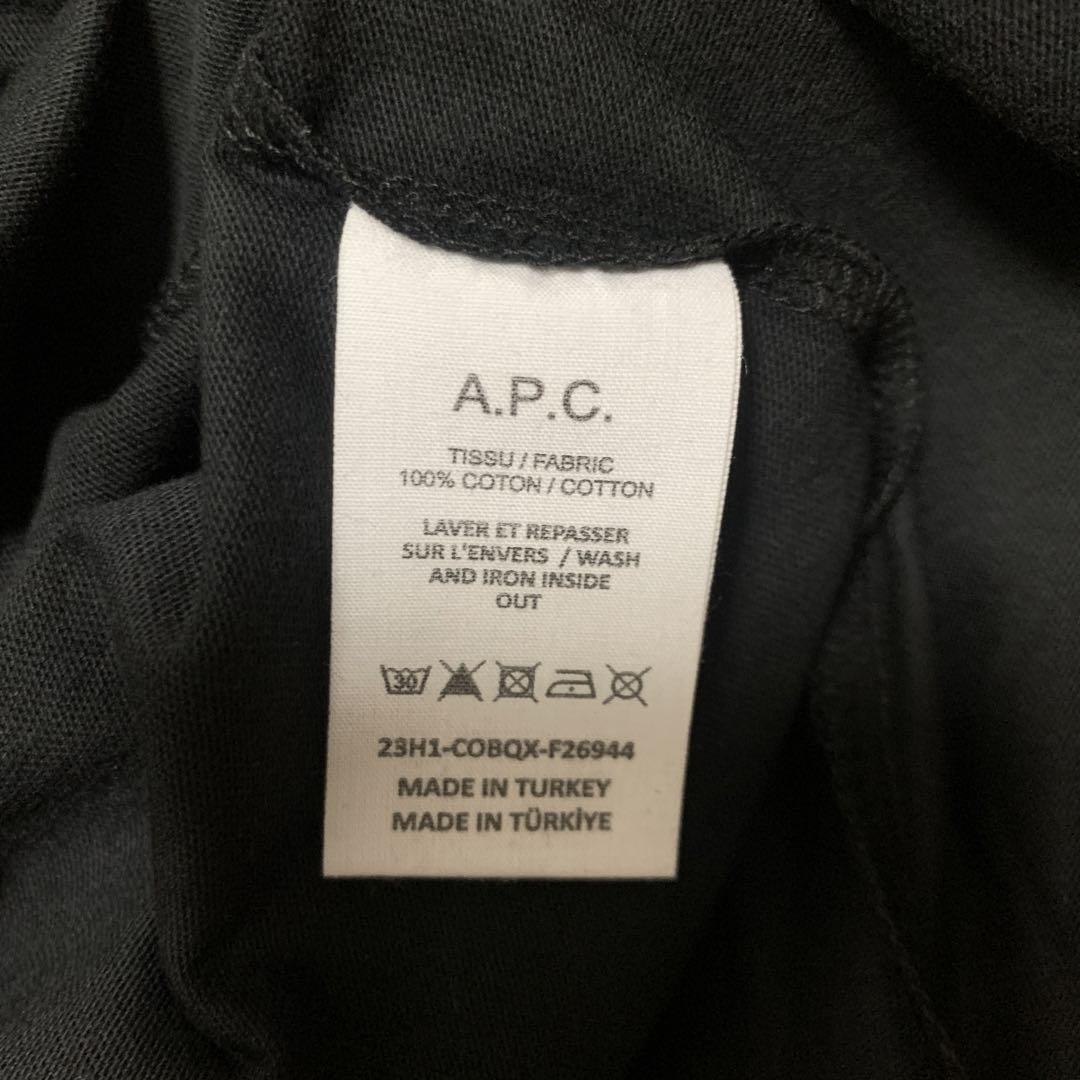 A.P.C.
TISSU / FABRIC
100% COTON / COTTON
LAVER ET REPASSER
SUR L'ENVERS / WASH
AND IRON INSIDE
OUT
30
23H1-COBQX-F26944
MADE IN TURKEY
MADE IN TÜRKİYE